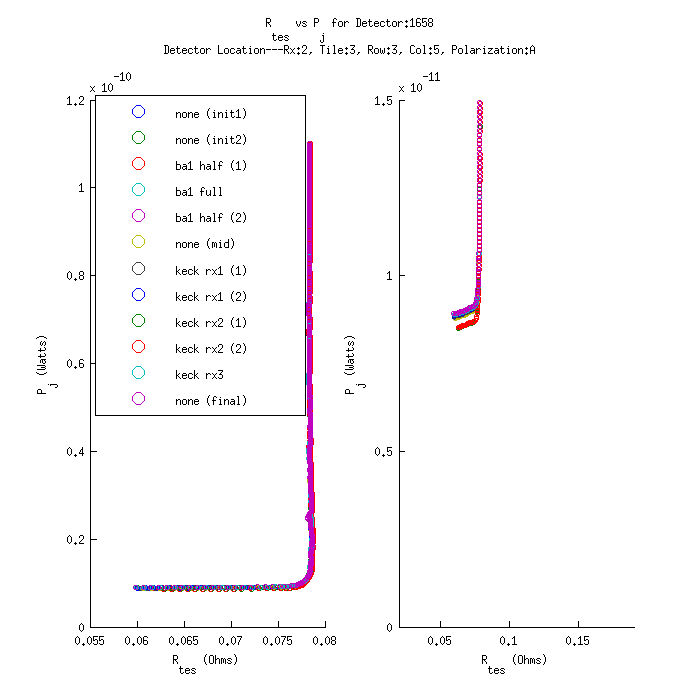 R    vs P  for Detector:1658
tes     j
Detector Location---Rx:2, Tile:3, Row:3, Col:5, Polarization:A
x 10^-10
x 10^-11
1.2
1
0.8
0.6
0.4
0.2
0
none (init1)
none (init2)
ba1 half (1)
ba1 full
ba1 half (2)
none (mid)
keck rx1 (1)
keck rx1 (2)
keck rx2 (1)
keck rx2 (2)
keck rx3
none (final)
P_j (Watts)
0.055 0.06 0.065 0.07 0.075 0.08
R_tes (Ohms)
1.5
1
0.5
0
P_j (Watts)
0.05 0.1 0.15
R_tes (Ohms)